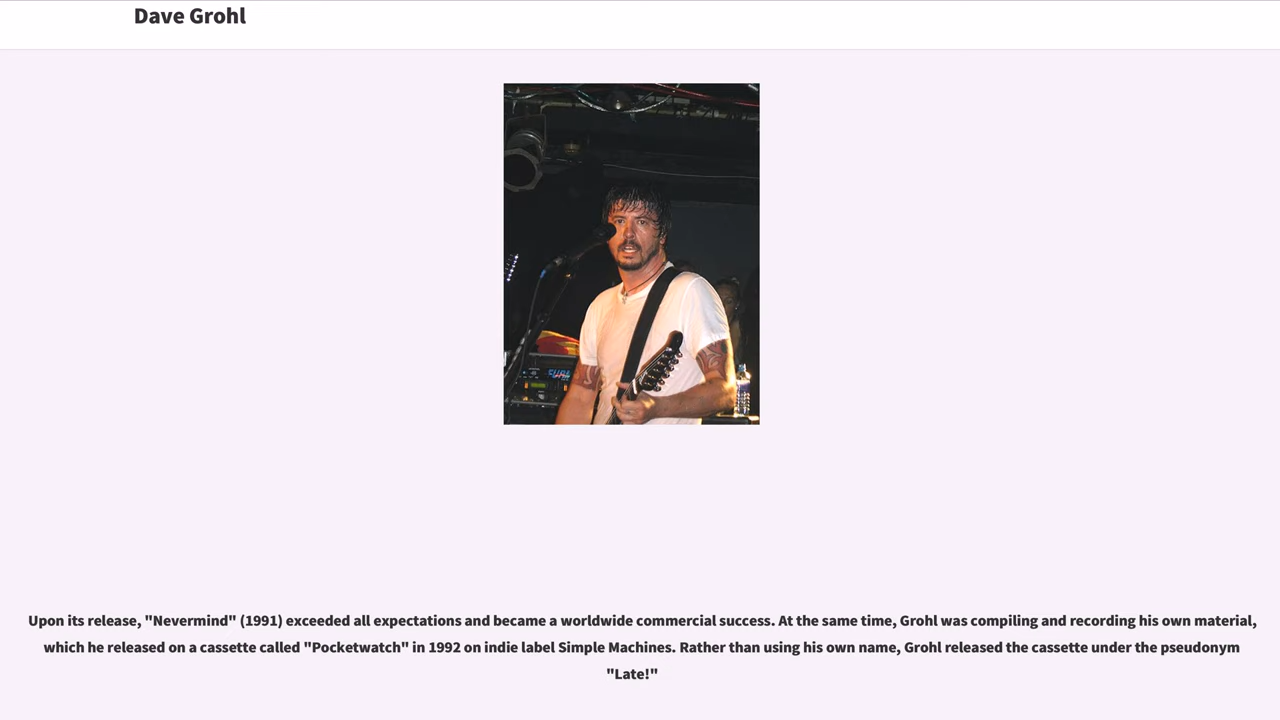 Dave Grohl
Upon its release, "Nevermind" (1991) exceeded all expectations and became a worldwide commercial success. At the same time, Grohl was compiling and recording his own material,
which he released on a cassette called "Pocketwatch" in 1992 on indie label Simple Machines. Rather than using his own name, Grohl released the cassette under the pseudonym
"Late!"